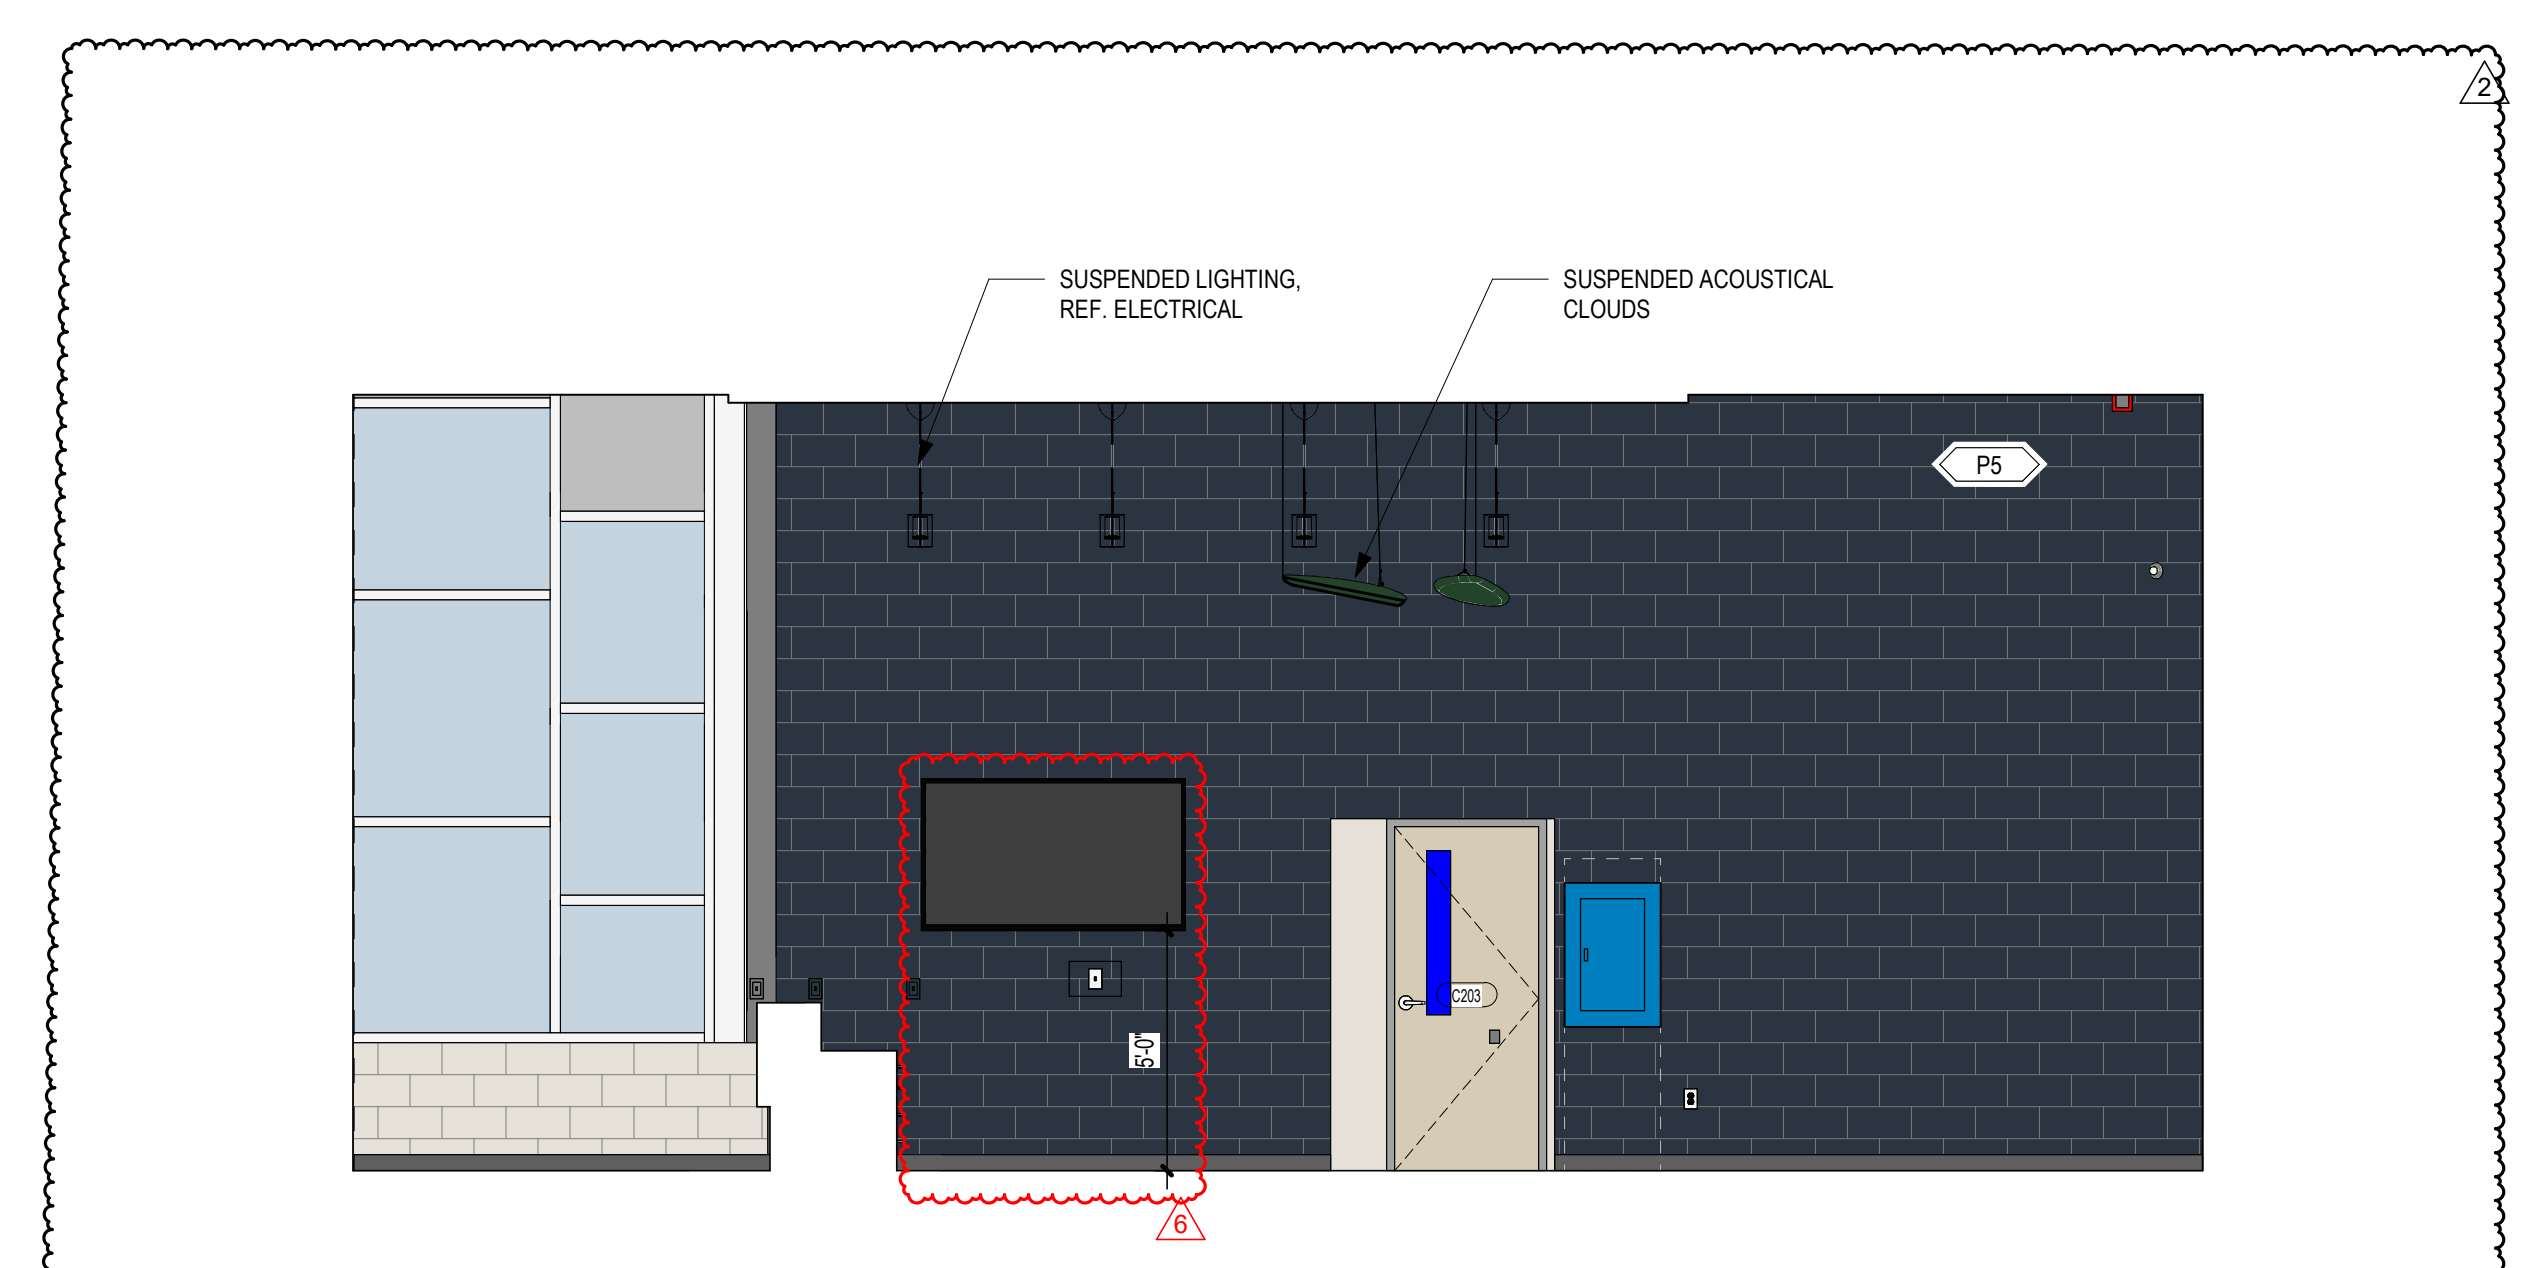 2
SUSPENDED LIGHTING,
REF. ELECTRICAL
SUSPENDED ACOUSTICAL
CLOUDS
P5
C203
5'-0"
6